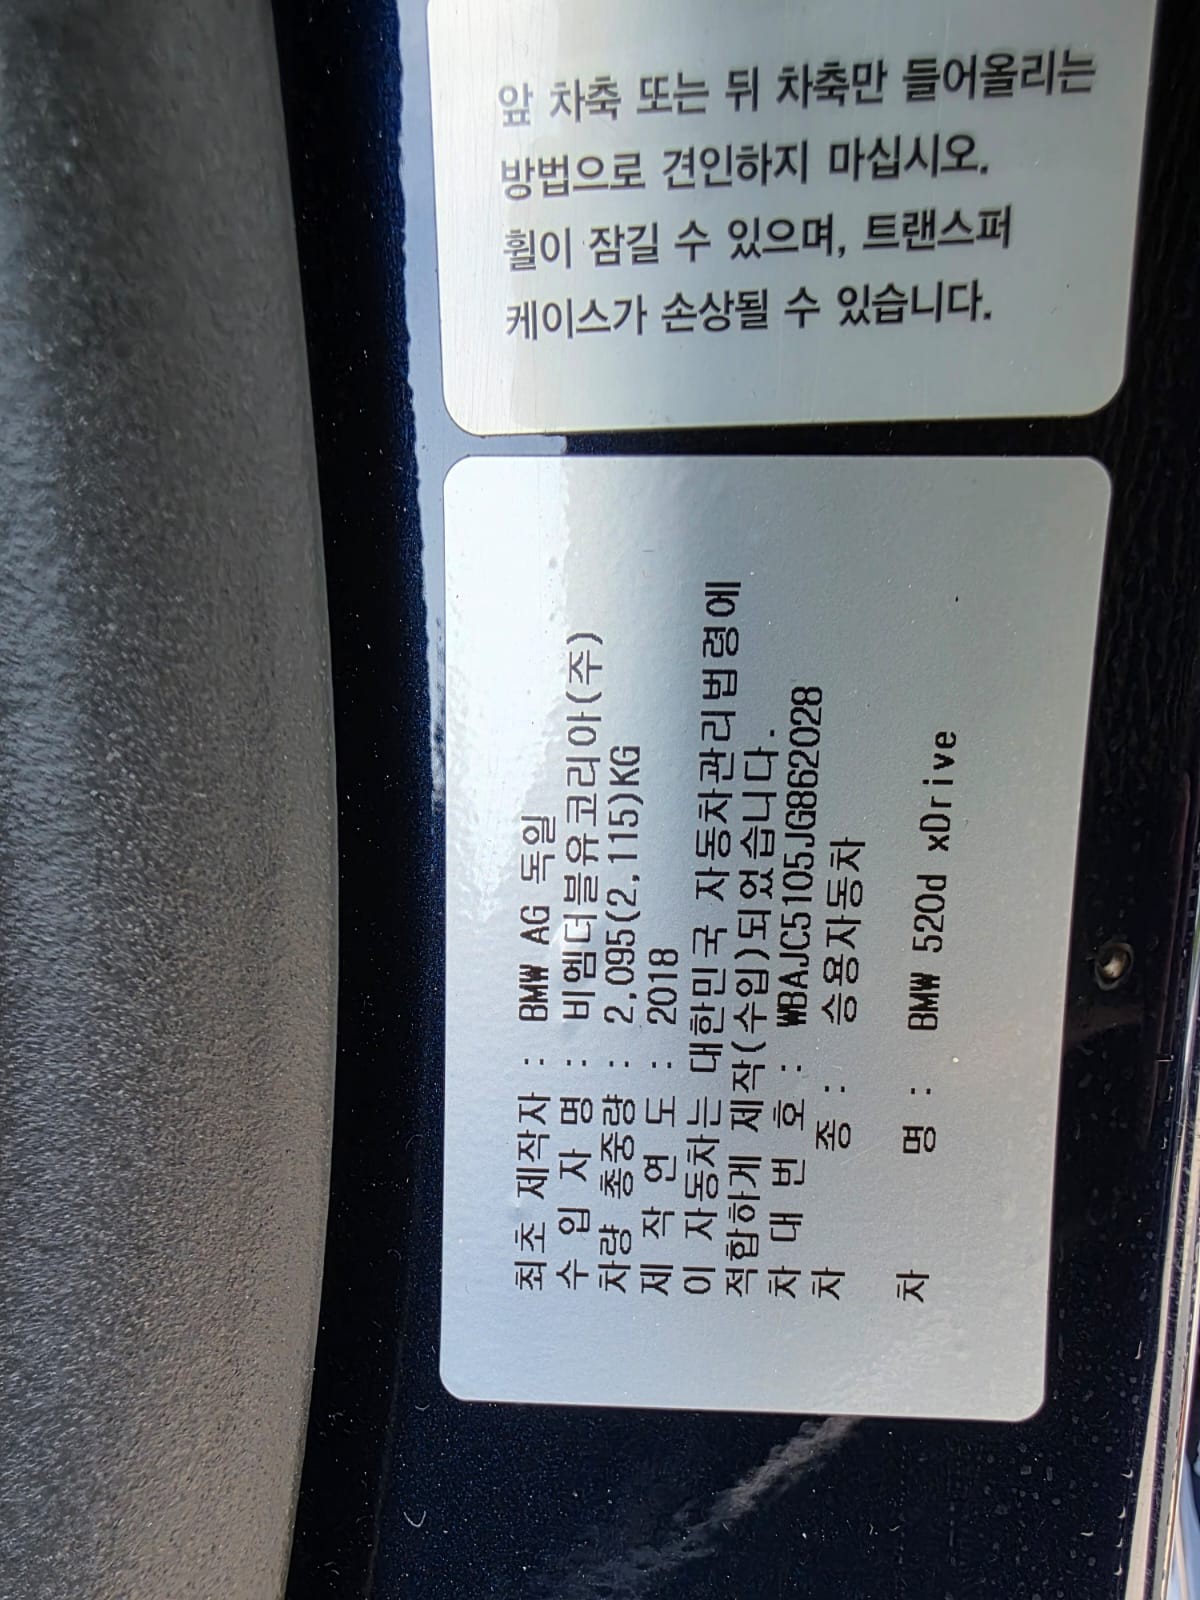 앞 차축 또는 뒤 차축만 들어올리는
방법으로 견인하지 마십시오.
휠이 잠길 수 있으며, 트랜스퍼
케이스가 손상될 수 있습니다.
최초 제작자 : BMW AG 독일
수 입 자 명 : 비엠더블유코리아(주)
차량 총중량 : 2,095(2,115)KG
제 작 연 도 : 2018
이 자동차는 대한민국 자동차관리법령에
적합하게 제작(수입)되었습니다.
차 대 번 호 : WBAJC5105JG862028
차 종 : 승용자동차
차 명 : BMW 520d xDrive